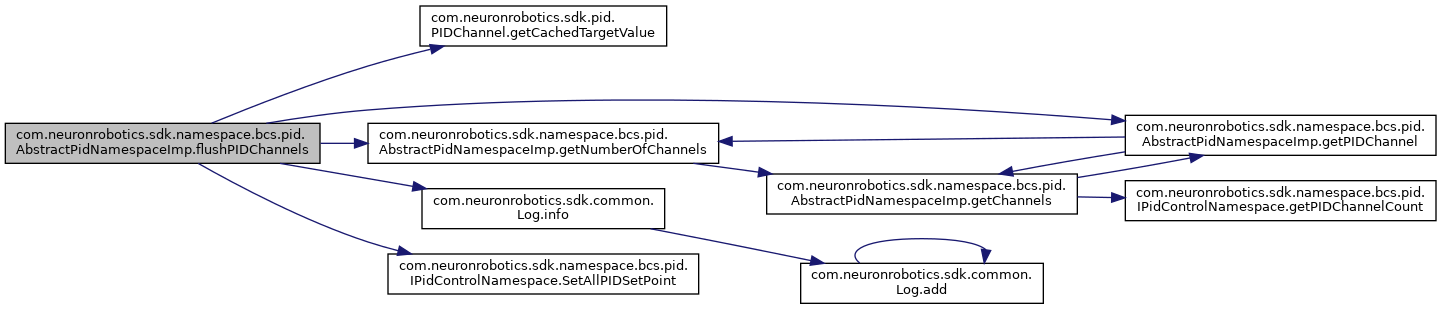 com.neuronrobotics.sdk.pid.
PIDChannel.getCachedTargetValue
com.neuronrobotics.sdk.namespace.bcs.pid.
AbstractPidNamespaceImp.flushPIDChannels
com.neuronrobotics.sdk.namespace.bcs.pid.
AbstractPidNamespaceImp.getNumberOfChannels
com.neuronrobotics.sdk.namespace.bcs.pid.
AbstractPidNamespaceImp.getPIDChannel
com.neuronrobotics.sdk.namespace.bcs.pid.
AbstractPidNamespaceImp.getChannels
com.neuronrobotics.sdk.namespace.bcs.pid.
IPidControlNamespace.getPIDChannelCount
com.neuronrobotics.sdk.common.
Log.info
com.neuronrobotics.sdk.namespace.bcs.pid.
IPidControlNamespace.SetAllPIDSetPoint
com.neuronrobotics.sdk.common.
Log.add